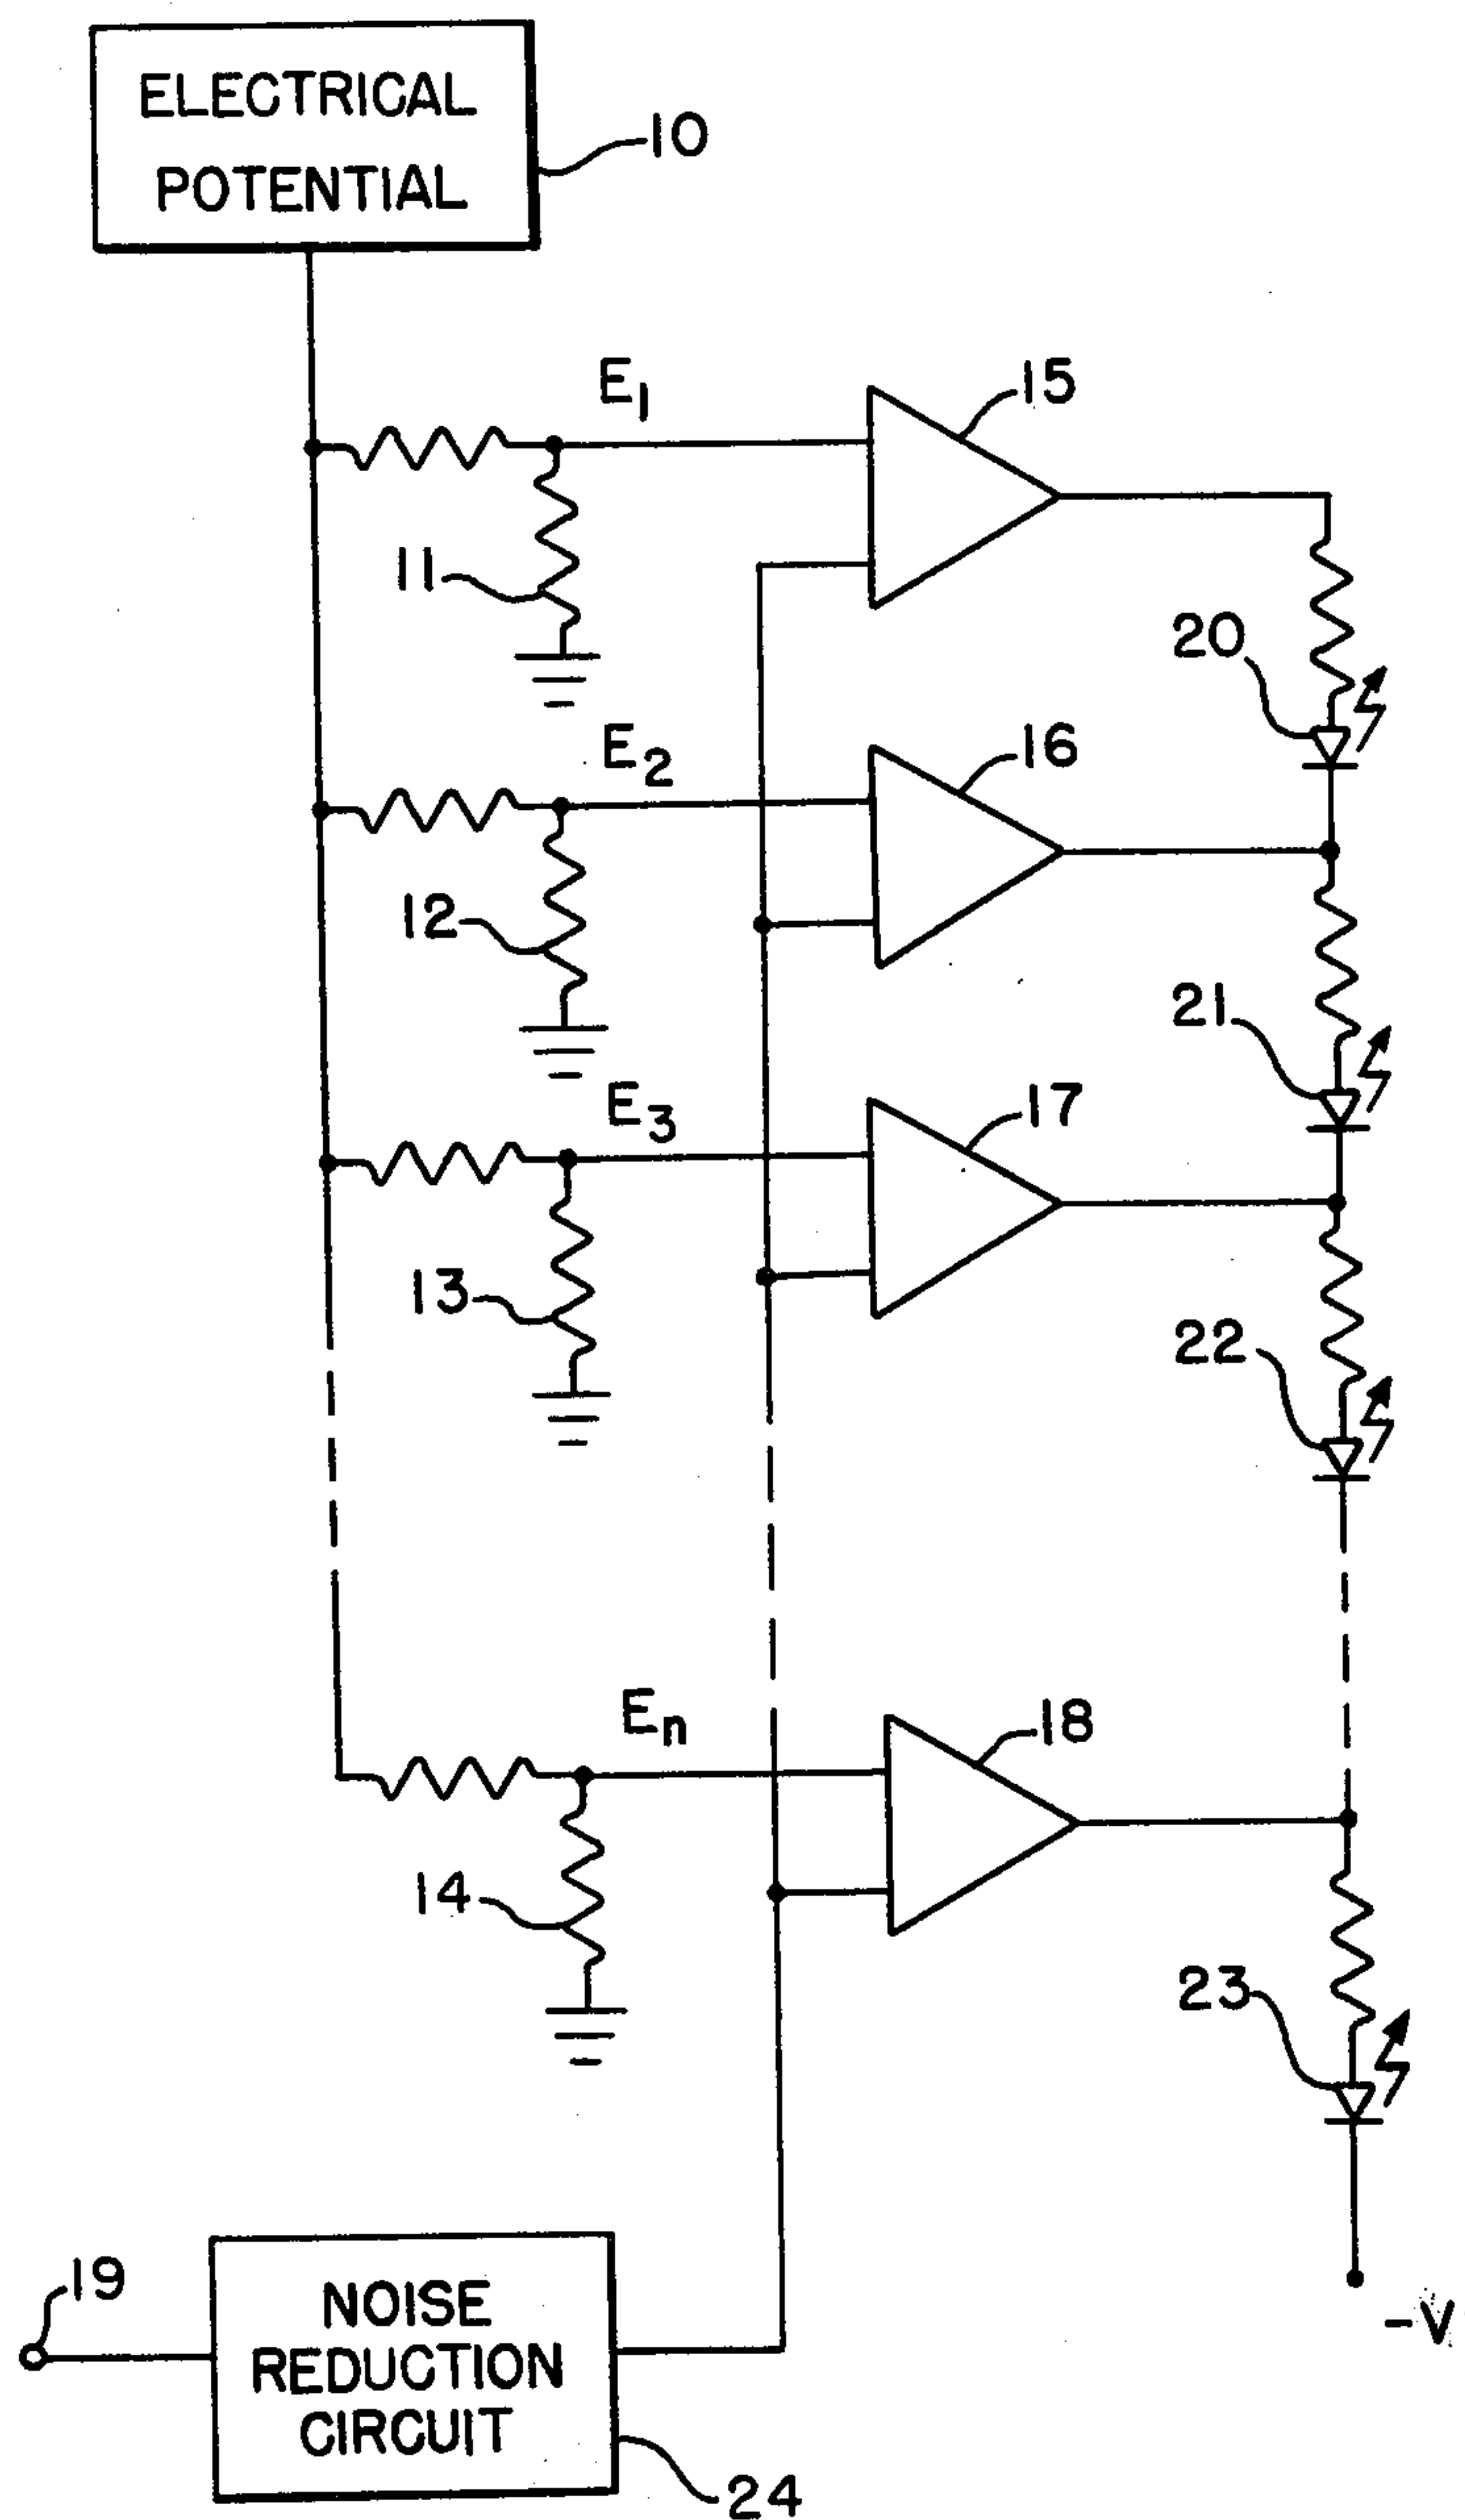 ELECTRICAL
POTENTIAL
10
E1
15
11
20
E2
16
12
21
E3
17
13
22
En
18
14
23
19
NOISE
REDUCTION
CIRCUIT
-V
24